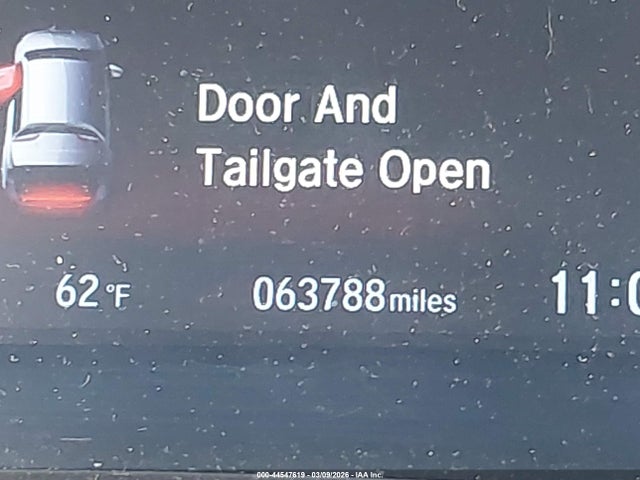 Door And
Tailgate Open
62°F 063788 miles 11:0
000-44547619 - 03/09/2026 - IAA Inc.